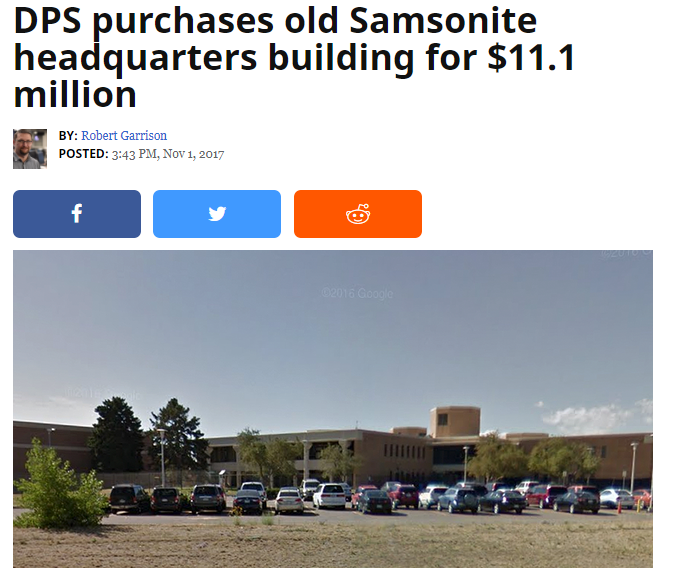 DPS purchases old Samsonite
headquarters building for $11.1
million
BY: Robert Garrison
POSTED: 3:43 PM, Nov 1, 2017
f
©2016 Google